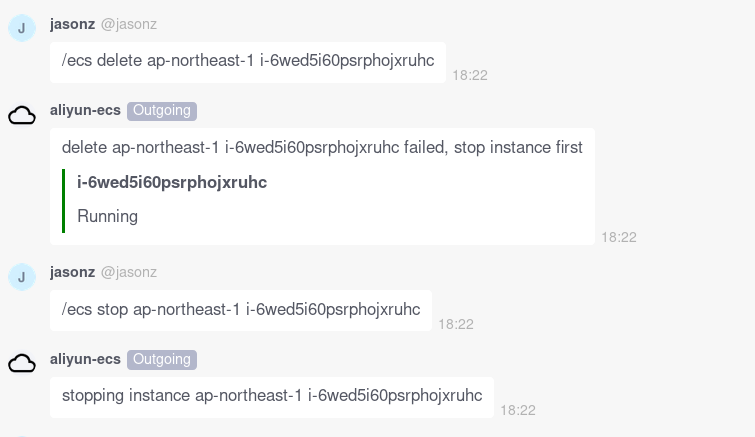 J
jasonz @jasonz
/ecs delete ap-northeast-1 i-6wed5i60psrphojxruhc
18:22
aliyun-ecs Outgoing
delete ap-northeast-1 i-6wed5i60psrphojxruhc failed, stop instance first
i-6wed5i60psrphojxruhc
Running
18:22
J
jasonz @jasonz
/ecs stop ap-northeast-1 i-6wed5i60psrphojxruhc
18:22
aliyun-ecs Outgoing
stopping instance ap-northeast-1 i-6wed5i60psrphojxruhc
18:22